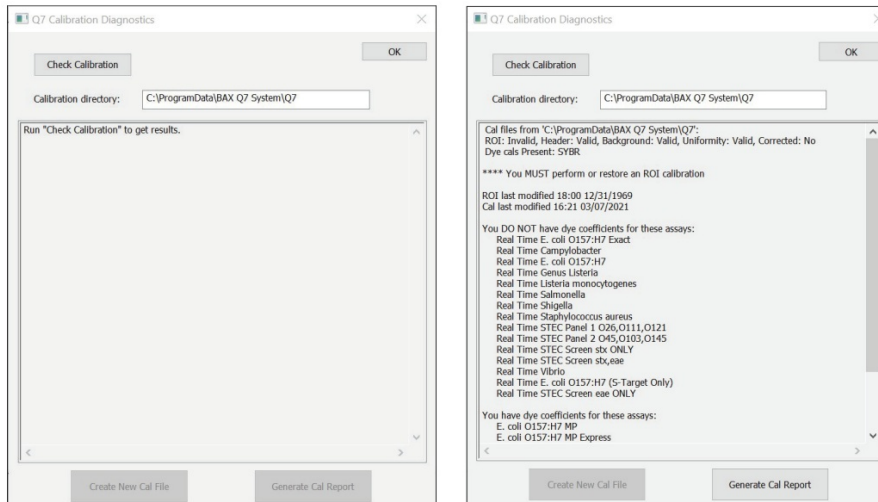 Q7 Calibration Diagnostics
OK
Check Calibration
Calibration directory: C:\ProgramData\BAX Q7 System\Q7
Run "Check Calibration" to get results.
Create New Cal File Generate Cal Report
Q7 Calibration Diagnostics
OK
Check Calibration
Calibration directory: C:\ProgramData\BAX Q7 System\Q7
Cal files from 'C:\ProgramData\BAX Q7 System\Q7':
ROI: Invalid, Header: Valid, Background: Valid, Uniformity: Valid, Corrected: No
Dye cals Present: SYBR
**** You MUST perform or restore an ROI calibration
ROI last modified 18:00 12/31/1969
Cal last modified 16:21 03/07/2021
You DO NOT have dye coefficients for these assays:
Real Time E. coli O157:H7 Exact
Real Time Campylobacter
Real Time E. coli O157:H7
Real Time Genus Listeria
Real Time Listeria monocytogenes
Real Time Salmonella
Real Time Shigella
Real Time Staphylococcus aureus
Real Time STEC Panel 1 O26,O111,O121
Real Time STEC Panel 2 O45,O103,O145
Real Time STEC Screen stx ONLY
Real Time STEC Screen stx,eae
Real Time Vibrio
Real Time E. coli O157:H7 (S-Target Only)
Real Time STEC Screen eae ONLY
You have dye coefficients for these assays:
E. coli O157:H7 MP
E. coli O157:H7 MP Express
Create New Cal File Generate Cal Report